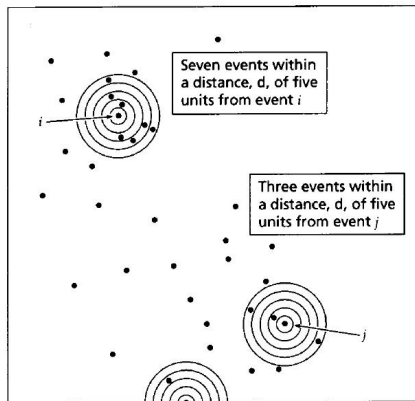 Seven events within
a distance, d, of five
units from event i
i
Three events within
a distance, d, of five
units from event j
j